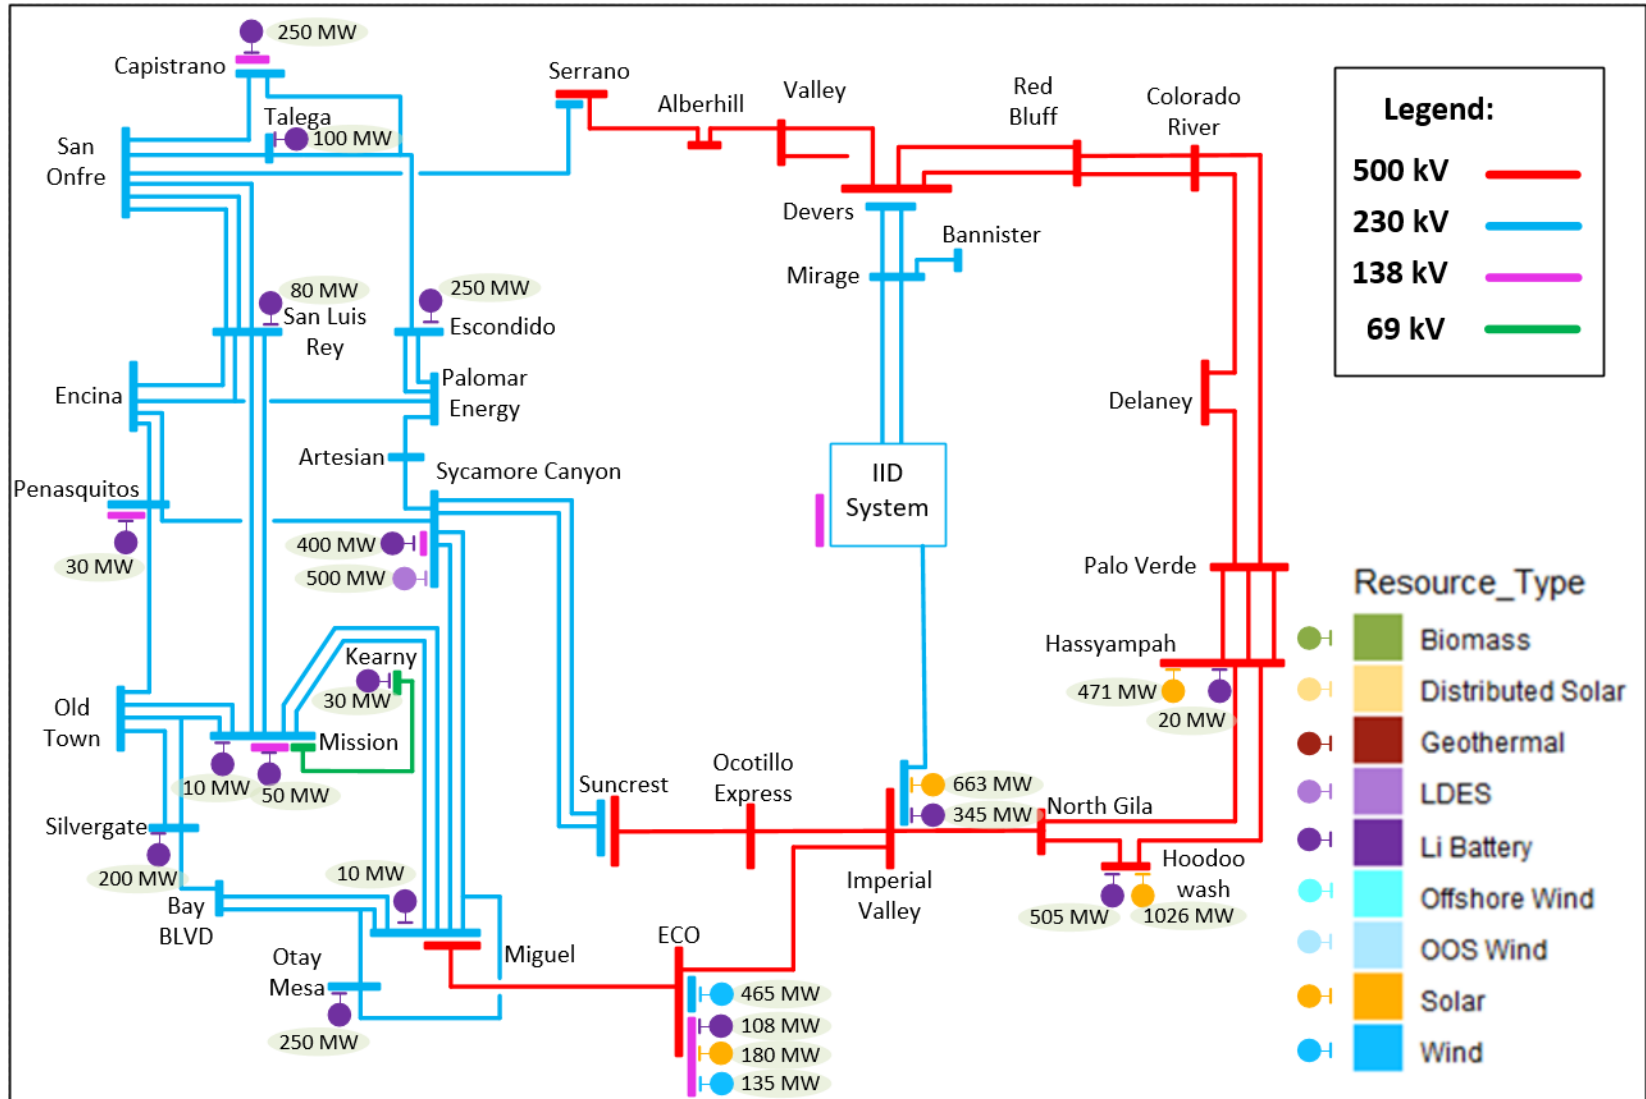 250 MW
Capistrano
Talega
100 MW
San
Onfre
Serrano
Alberhill
Valley
Red
Bluff
Colorado
River
Devers
Bannister
Mirage
Legend:
500 kV
230 kV
138 kV
69 kV
80 MW
San Luis
Rey
250 MW
Escondido
Encina
Palomar
Energy
Delaney
Artesian
Sycamore Canyon
IID
System
Penasquitos
30 MW
400 MW
500 MW
Palo Verde
Hassyampah
471 MW
20 MW
Kearny
30 MW
Old
Town
Mission
10 MW
50 MW
Suncrest
Ocotillo
Express
663 MW
345 MW
North Gila
Silvergate
200 MW
10 MW
Imperial
Valley
Hoodoo
wash
505 MW
1026 MW
Bay
BLVD
Miguel
ECO
Otay
Mesa
250 MW
465 MW
108 MW
180 MW
135 MW
Resource_Type
Biomass
Distributed Solar
Geothermal
LDES
Li Battery
Offshore Wind
OOS Wind
Solar
Wind